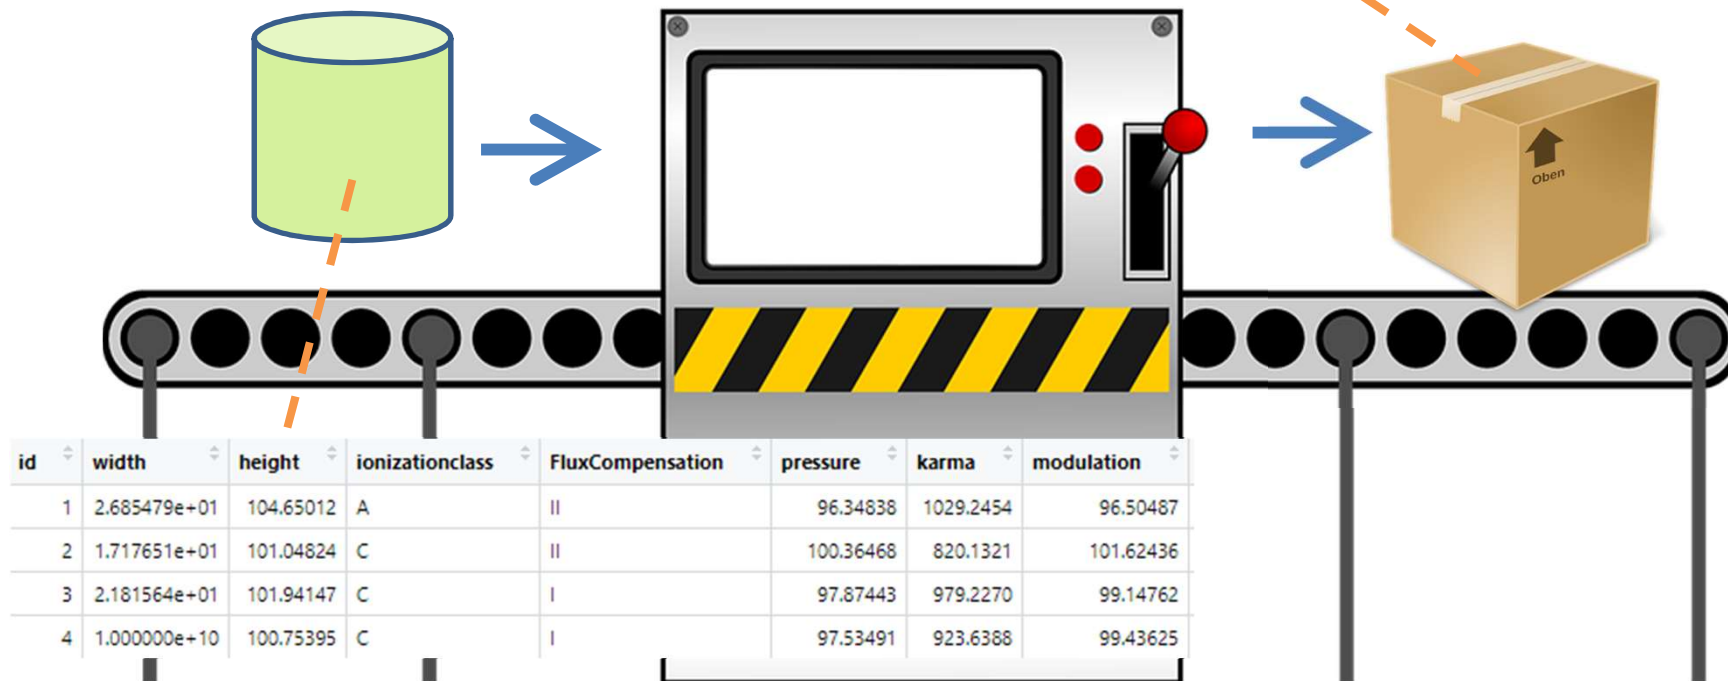 Oben
id width height ionizationclass FluxCompensation pressure karma modulation
1 2.685479e+01 104.65012 A II 96.34838 1029.2454 96.50487
2 1.717651e+01 101.04824 C II 100.36468 820.1321 101.62436
3 2.181564e+01 101.94147 C I 97.87443 979.2270 99.14762
4 1.000000e+10 100.75395 C I 97.53491 923.6388 99.43625